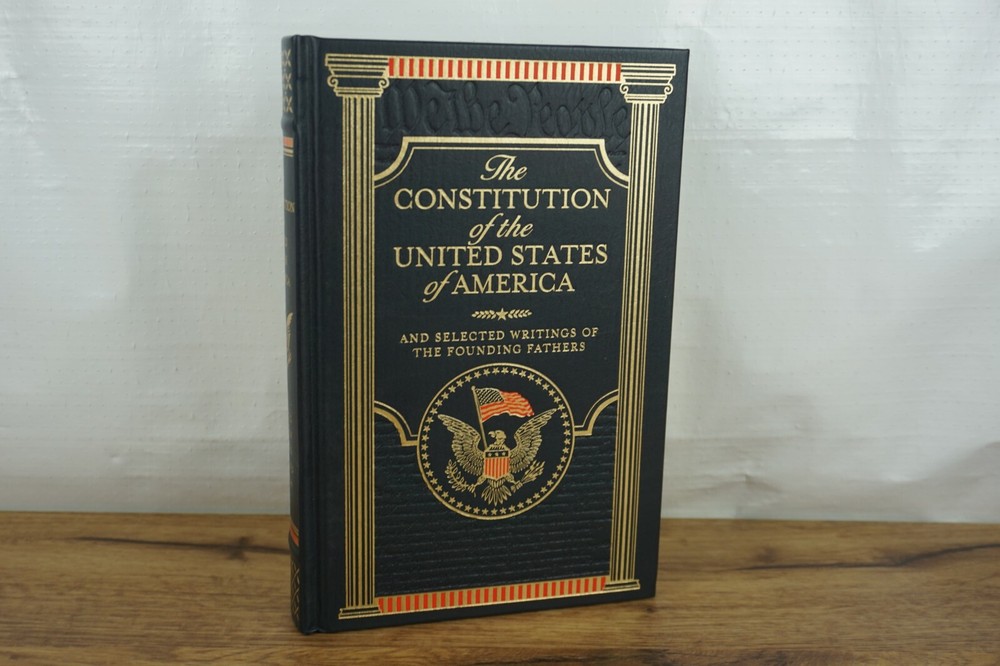 We the People
The
CONSTITUTION
of the
UNITED STATES
of AMERICA
AND SELECTED WRITINGS OF
THE FOUNDING FATHERS